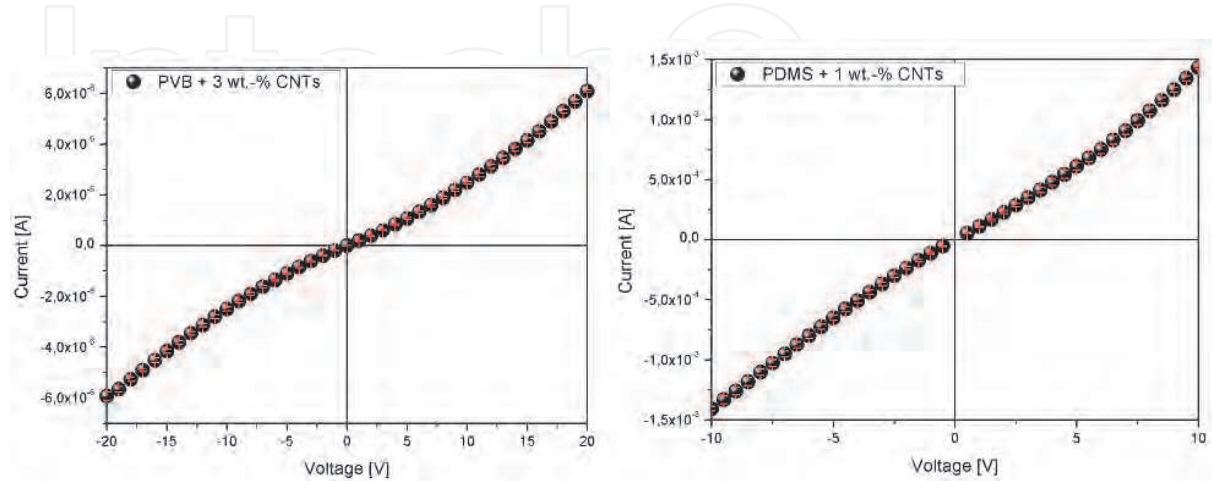 PVB + 3 wt.-% CNTs
6,0x10⁻⁶
4,0x10⁻⁶
2,0x10⁻⁶
0,0
-2,0x10⁻⁶
-4,0x10⁻⁶
-6,0x10⁻⁶
Current [A]
-20 -15 -10 -5 0 5 10 15 20
Voltage [V]
PDMS + 1 wt.-% CNTs
1,5x10⁻³
1,0x10⁻³
5,0x10⁻⁴
0,0
-5,0x10⁻⁴
-1,0x10⁻³
-1,5x10⁻³
Current [A]
-10 -5 0 5 10
Voltage [V]